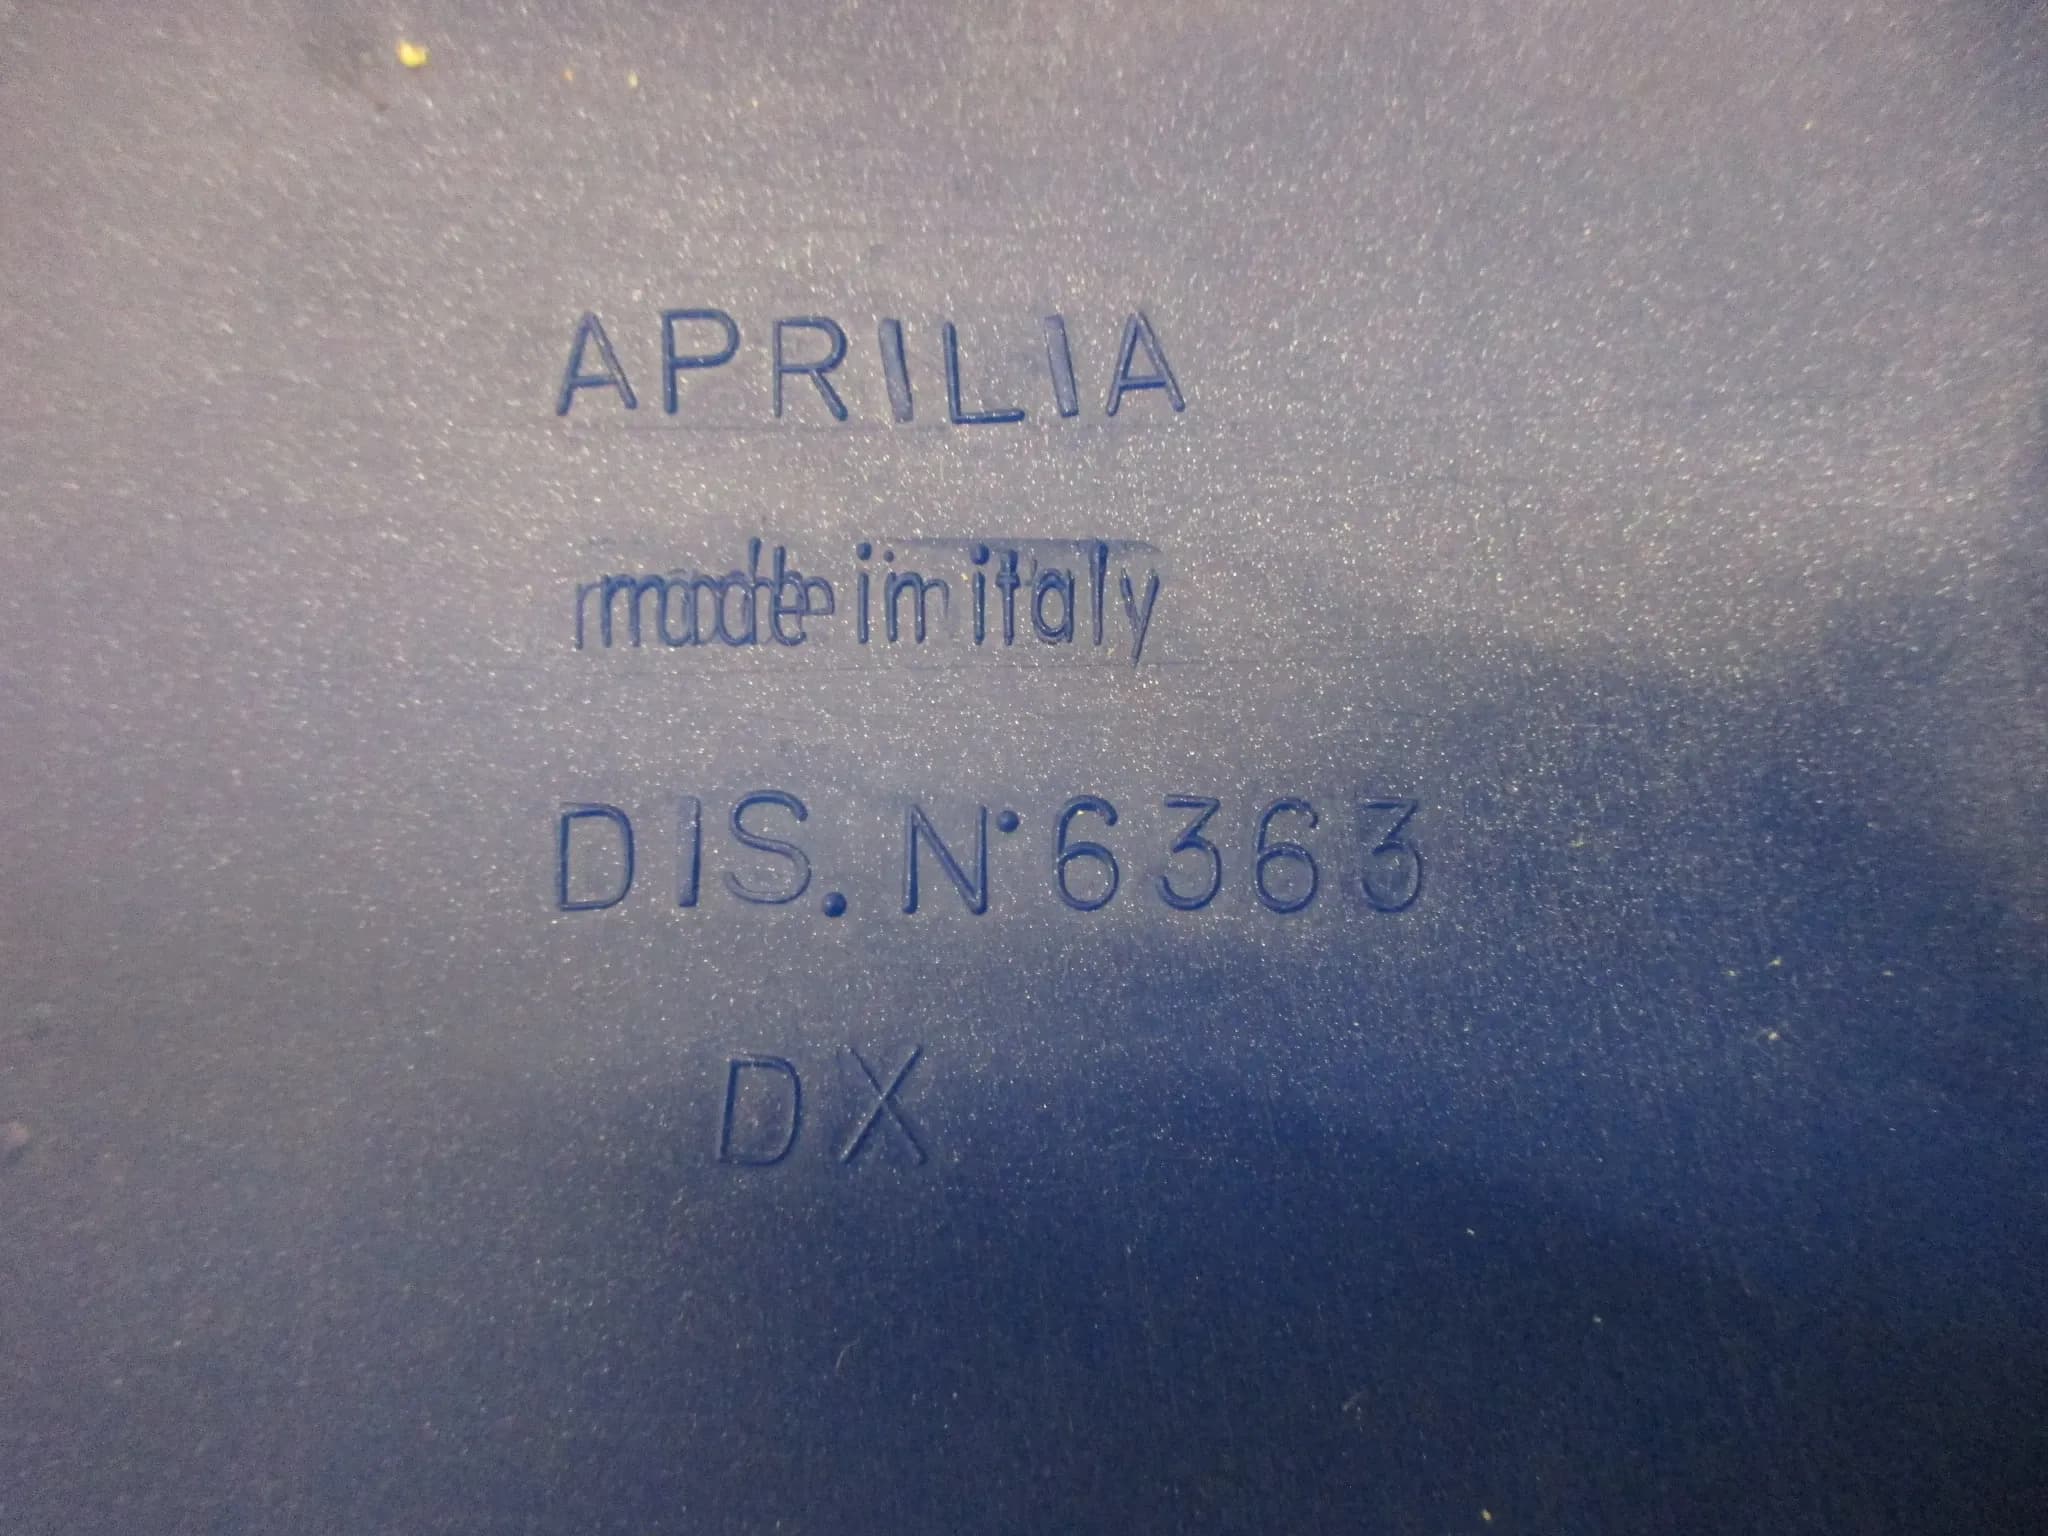 APRILIA
made in italy
DIS. N° 6363
DX